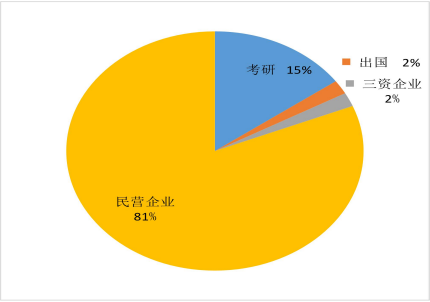 考研 15%
出国 2%
三资企业
2%
民营企业
81%